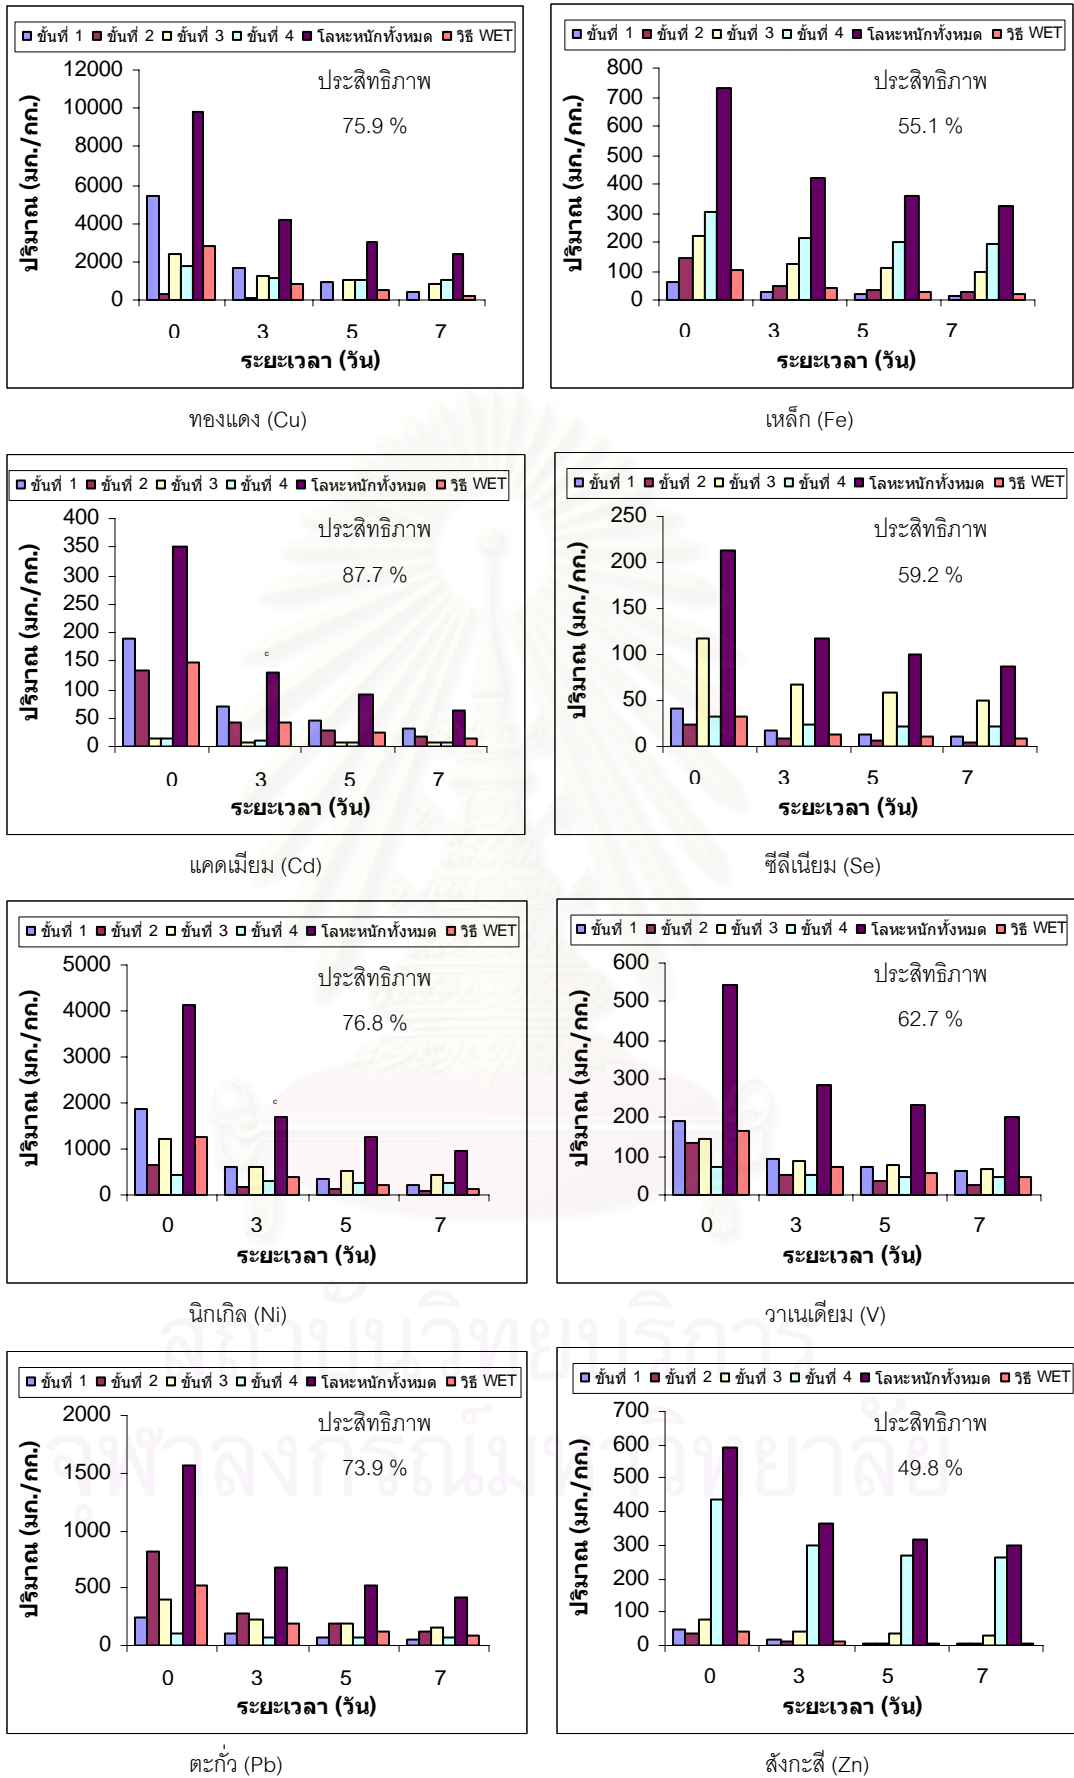 ขั้นที่ 1 ขั้นที่ 2 ขั้นที่ 3 ขั้นที่ 4 โลหะหนักทั้งหมด วิธี WET
ประสิทธิภาพ
75.9 %
ปริมาณ (มก./กก.)
12000
10000
8000
6000
4000
2000
0
0 3 5 7
ระยะเวลา (วัน)
ทองแดง (Cu)
ขั้นที่ 1 ขั้นที่ 2 ขั้นที่ 3 ขั้นที่ 4 โลหะหนักทั้งหมด วิธี WET
ประสิทธิภาพ
55.1 %
ปริมาณ (มก./กก.)
800
700
600
500
400
300
200
100
0
0 3 5 7
ระยะเวลา (วัน)
เหล็ก (Fe)
ขั้นที่ 1 ขั้นที่ 2 ขั้นที่ 3 ขั้นที่ 4 โลหะหนักทั้งหมด วิธี WET
ประสิทธิภาพ
87.7 %
ปริมาณ (มก./กก.)
400
350
300
250
200
150
100
50
0
c
0 3 5 7
ระยะเวลา (วัน)
แคดเมียม (Cd)
ขั้นที่ 1 ขั้นที่ 2 ขั้นที่ 3 ขั้นที่ 4 โลหะหนักทั้งหมด วิธี WET
ประสิทธิภาพ
59.2 %
ปริมาณ (มก./กก.)
250
200
150
100
50
0
0 3 5 7
ระยะเวลา (วัน)
ซีลีเนียม (Se)
ขั้นที่ 1 ขั้นที่ 2 ขั้นที่ 3 ขั้นที่ 4 โลหะหนักทั้งหมด วิธี WET
ประสิทธิภาพ
76.8 %
ปริมาณ (มก./กก.)
5000
4000
3000
2000
1000
0
c
0 3 5 7
ระยะเวลา (วัน)
นิกเกิล (Ni)
ขั้นที่ 1 ขั้นที่ 2 ขั้นที่ 3 ขั้นที่ 4 โลหะหนักทั้งหมด วิธี WET
ประสิทธิภาพ
62.7 %
ปริมาณ (มก./กก.)
600
500
400
300
200
100
0
0 3 5 7
ระยะเวลา (วัน)
วาเนเดียม (V)
สถาบันวิทยบริการ
ขั้นที่ 1 ขั้นที่ 2 ขั้นที่ 3 ขั้นที่ 4 โลหะหนักทั้งหมด วิธี WET
ประสิทธิภาพ
73.9 %
ปริมาณ (มก./กก.)
2000
1500
1000
500
0
0 3 5 7
ระยะเวลา (วัน)
ตะกั่ว (Pb)
ขั้นที่ 1 ขั้นที่ 2 ขั้นที่ 3 ขั้นที่ 4 โลหะหนักทั้งหมด วิธี WET
ประสิทธิภาพ
49.8 %
ปริมาณ (มก./กก.)
700
600
500
400
300
200
100
0
0 3 5 7
ระยะเวลา (วัน)
สังกะสี (Zn)
จุฬาลงกรณ์มหาวิทยาลัย